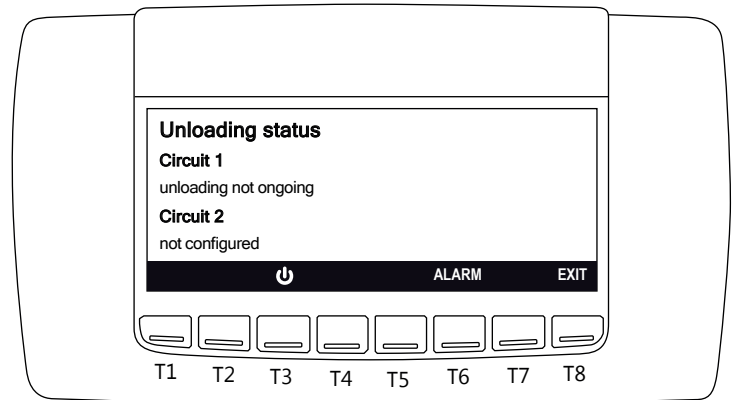 Unloading status
Circuit 1
unloading not ongoing
Circuit 2
not configured
ALARM EXIT
T1 T2 T3 T4 T5 T6 T7 T8